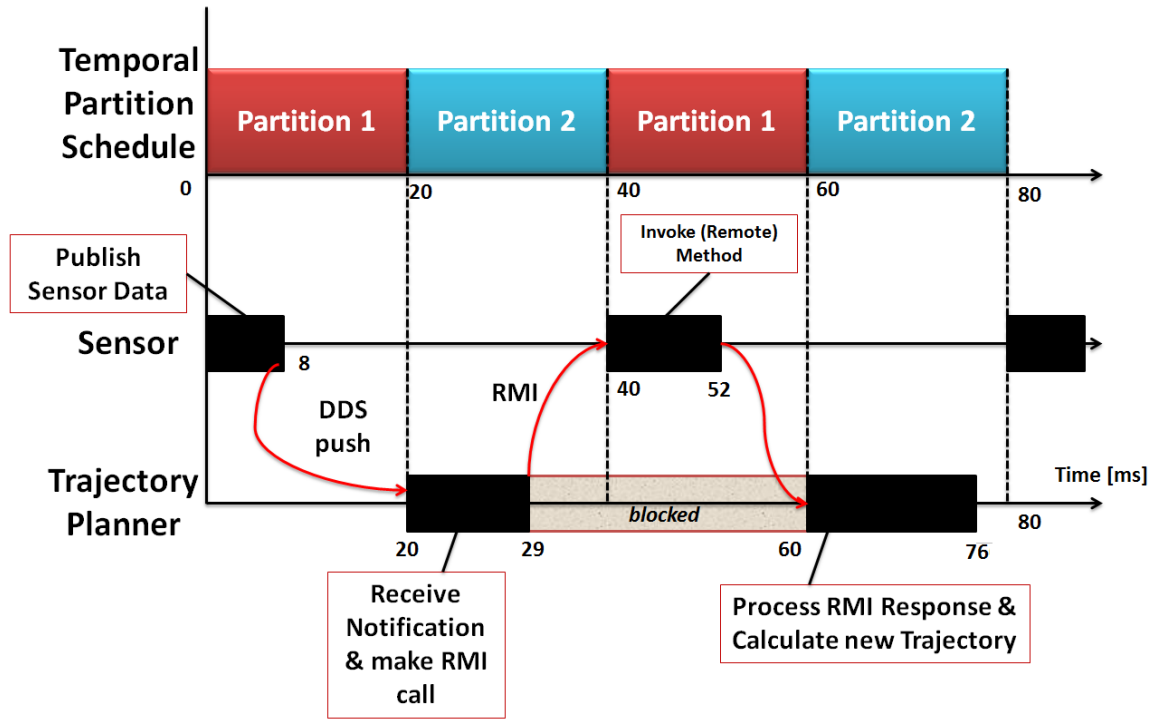 Temporal
Partition
Schedule
Partition 1
Partition 2
Partition 1
Partition 2
0
20
40
60
80
Publish
Sensor Data
Invoke (Remote)
Method
Sensor
8
40
52
RMI
DDS
push
Trajectory
Planner
blocked
Time [ms]
80
20
29
60
76
Receive
Notification
& make RMI
call
Process RMI Response &
Calculate new Trajectory